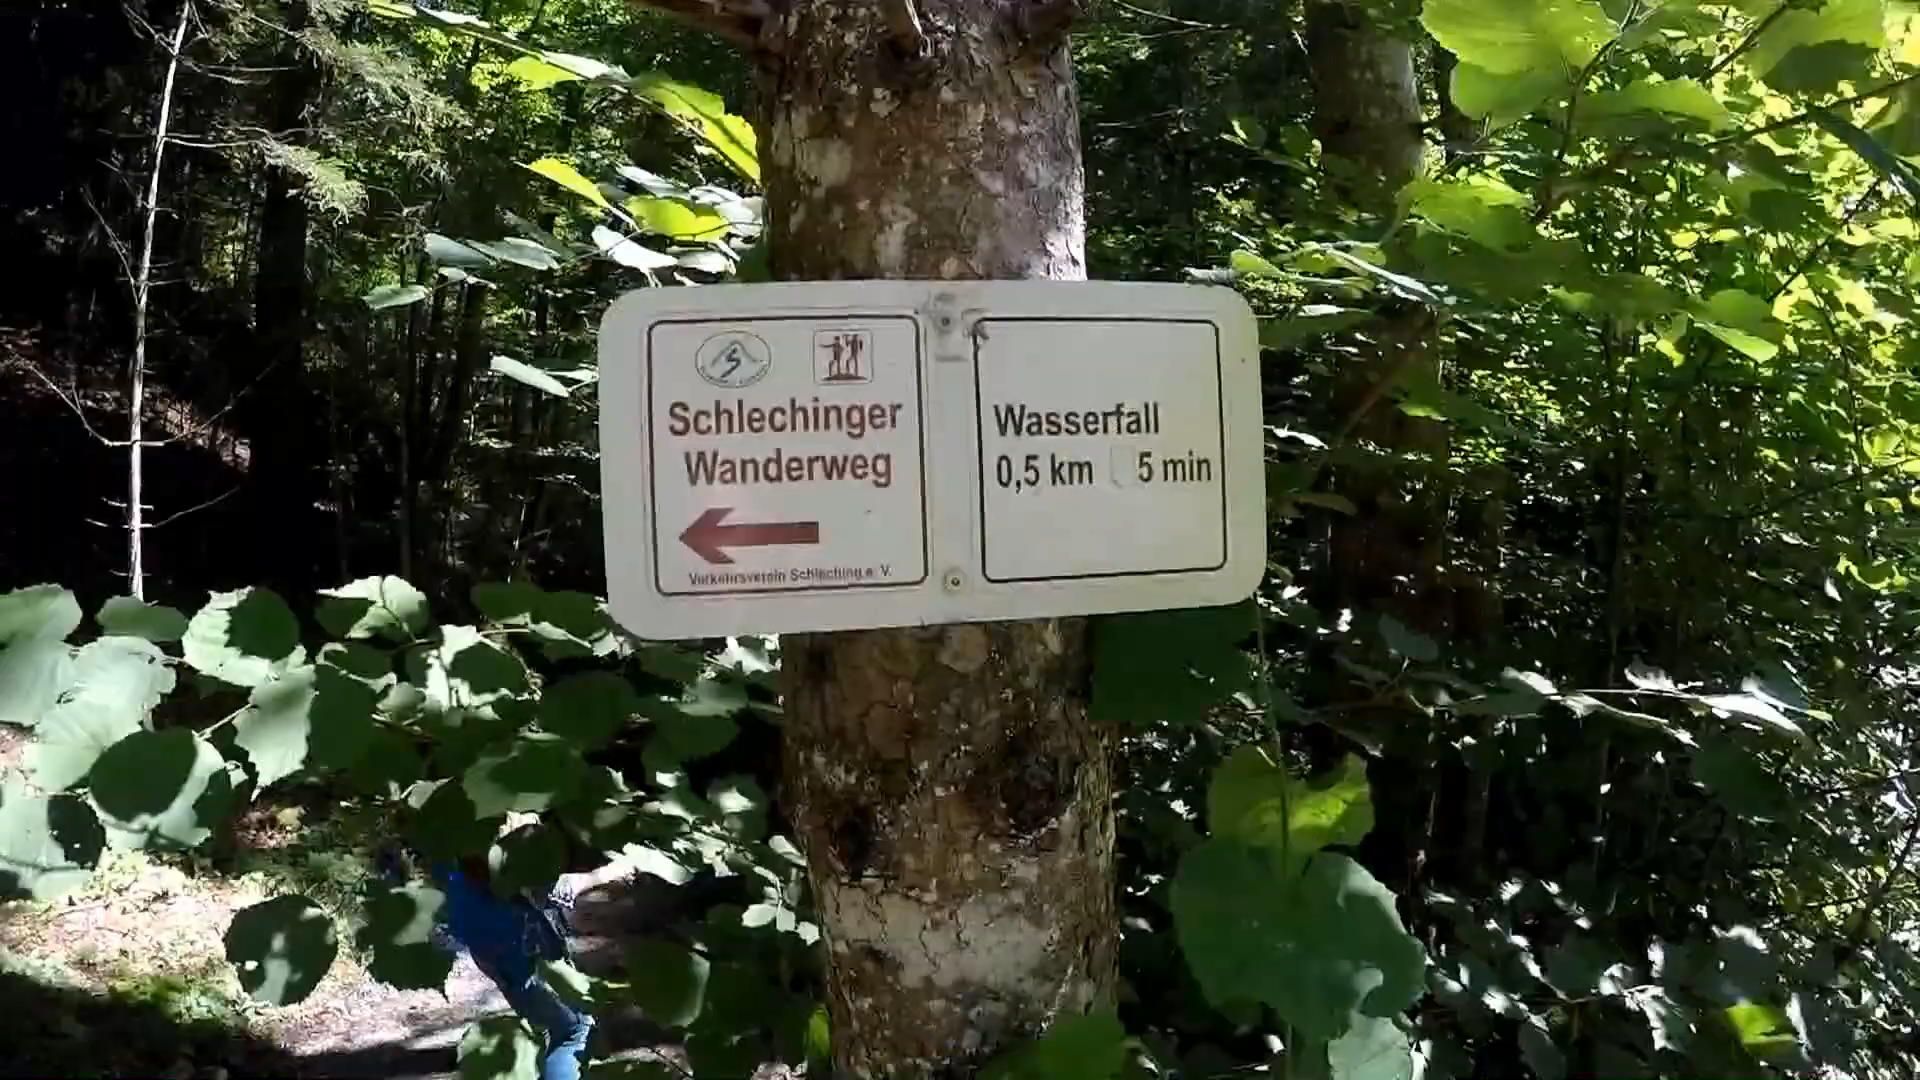 Schlechinger
Wanderweg
Verkehrsverein Schleching e. V.
Wasserfall
0,5 km 5 min